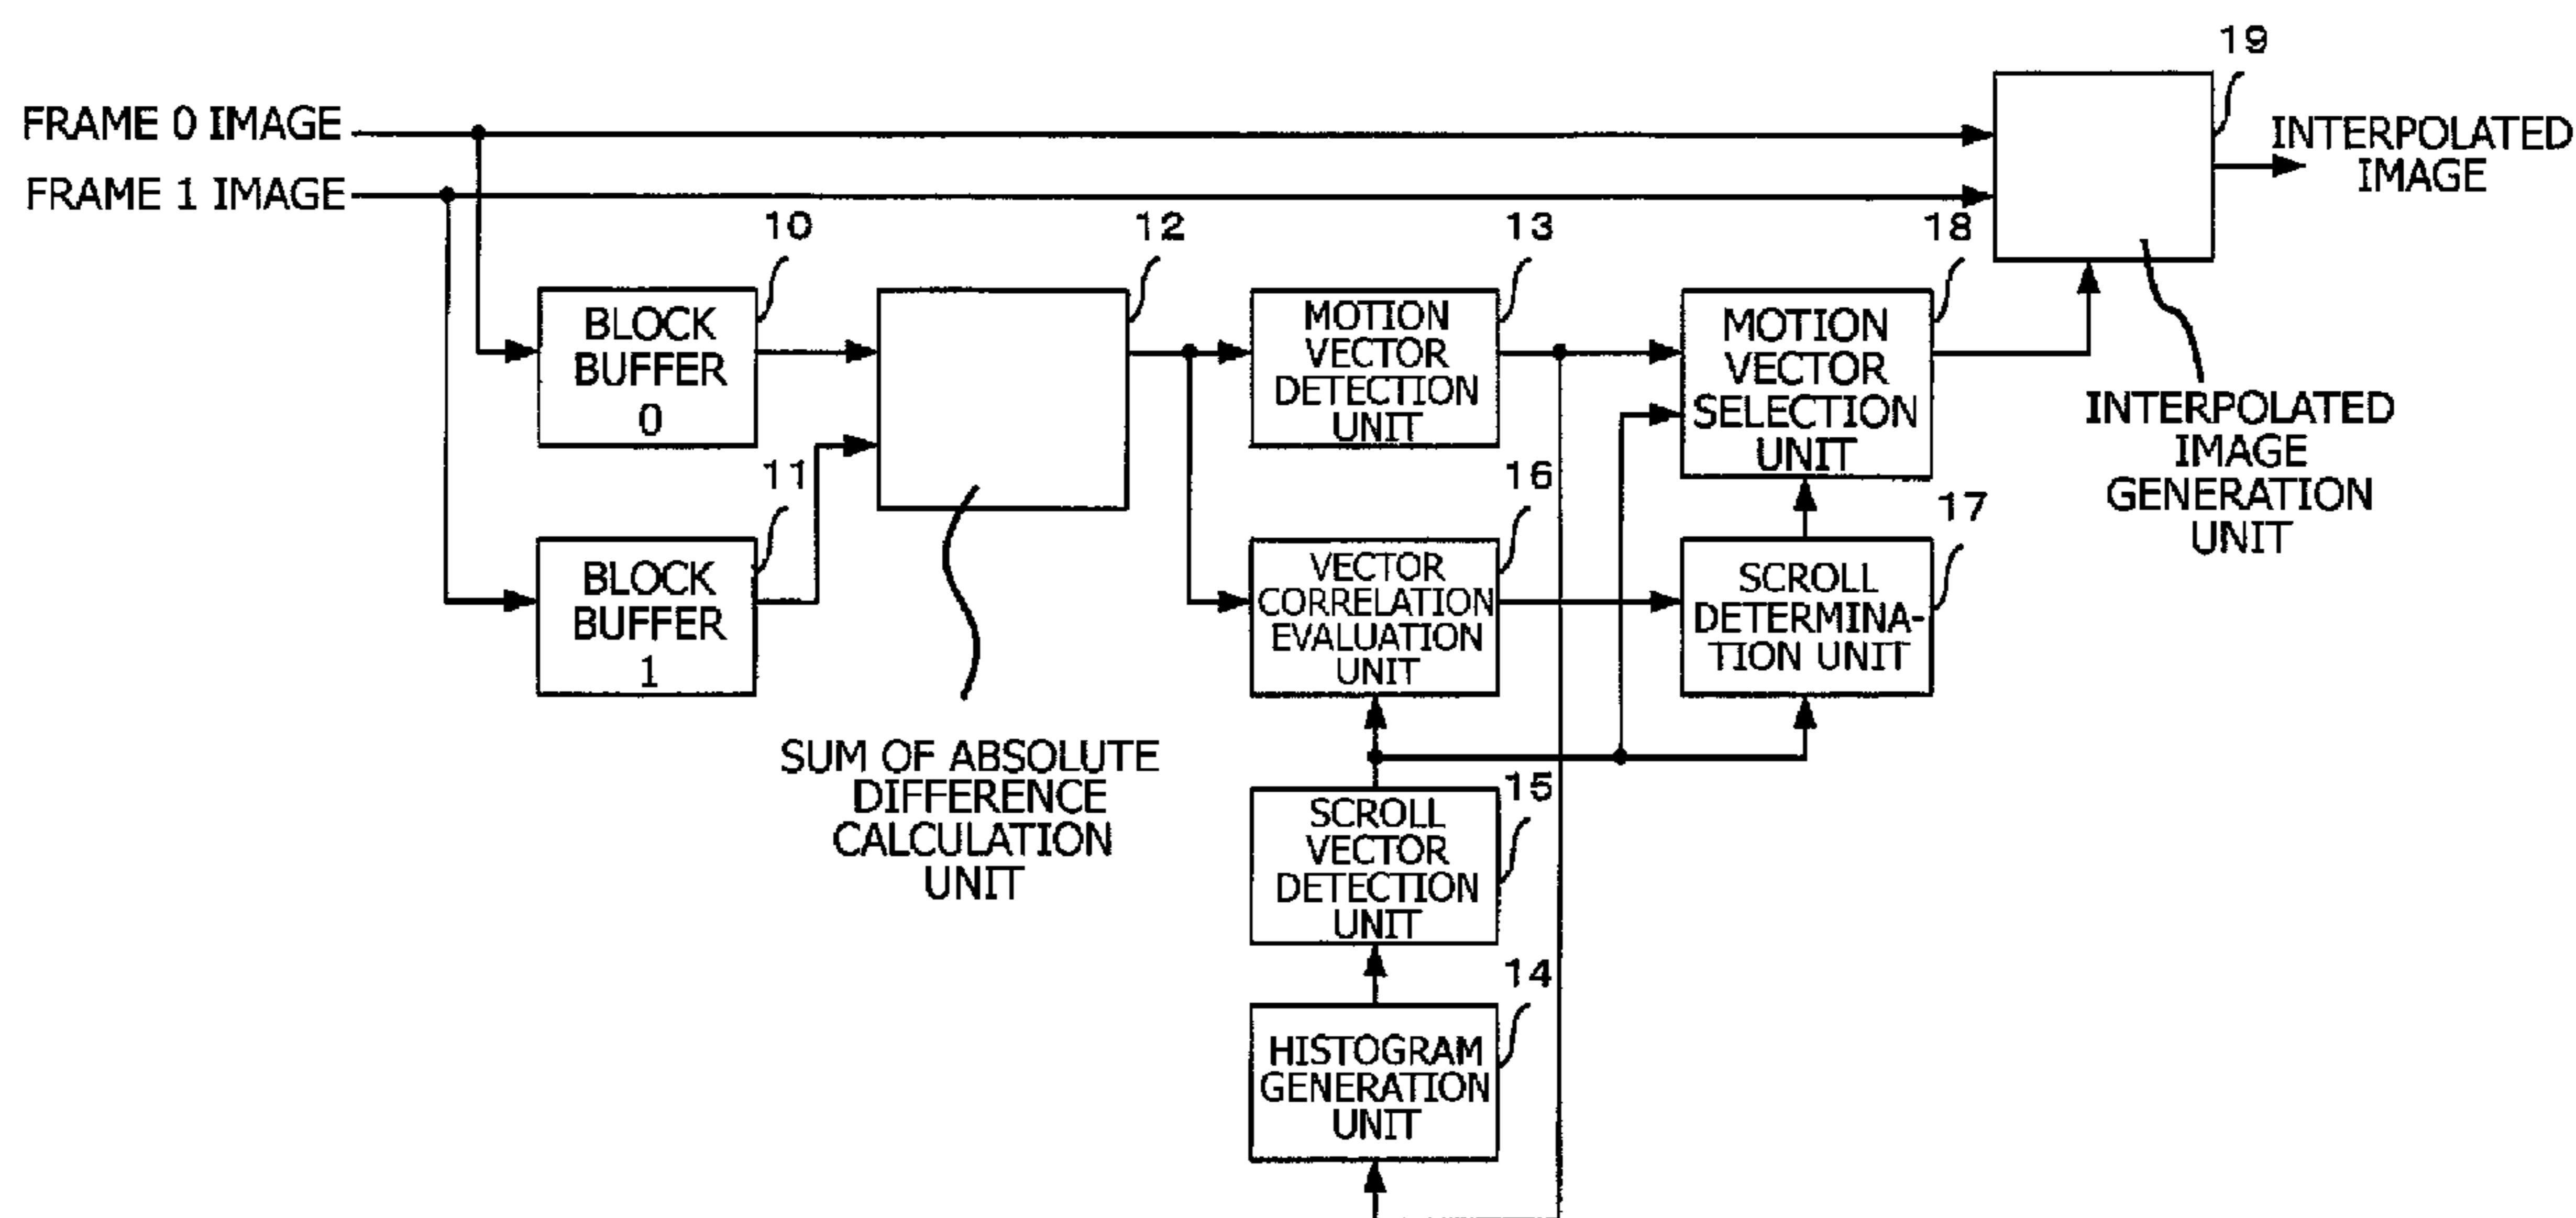 19
FRAME 0 IMAGE
INTERPOLATED
IMAGE
FRAME 1 IMAGE
10
12
13
18
BLOCK
BUFFER
0
MOTION
VECTOR
DETECTION
UNIT
MOTION
VECTOR
SELECTION
UNIT
INTERPOLATED
IMAGE
GENERATION
UNIT
11
16
17
BLOCK
BUFFER
1
VECTOR
CORRELATION
EVALUATION
UNIT
SCROLL
DETERMINA-
TION UNIT
SUM OF ABSOLUTE
DIFFERENCE
CALCULATION
UNIT
15
SCROLL
VECTOR
DETECTION
UNIT
14
HISTOGRAM
GENERATION
UNIT